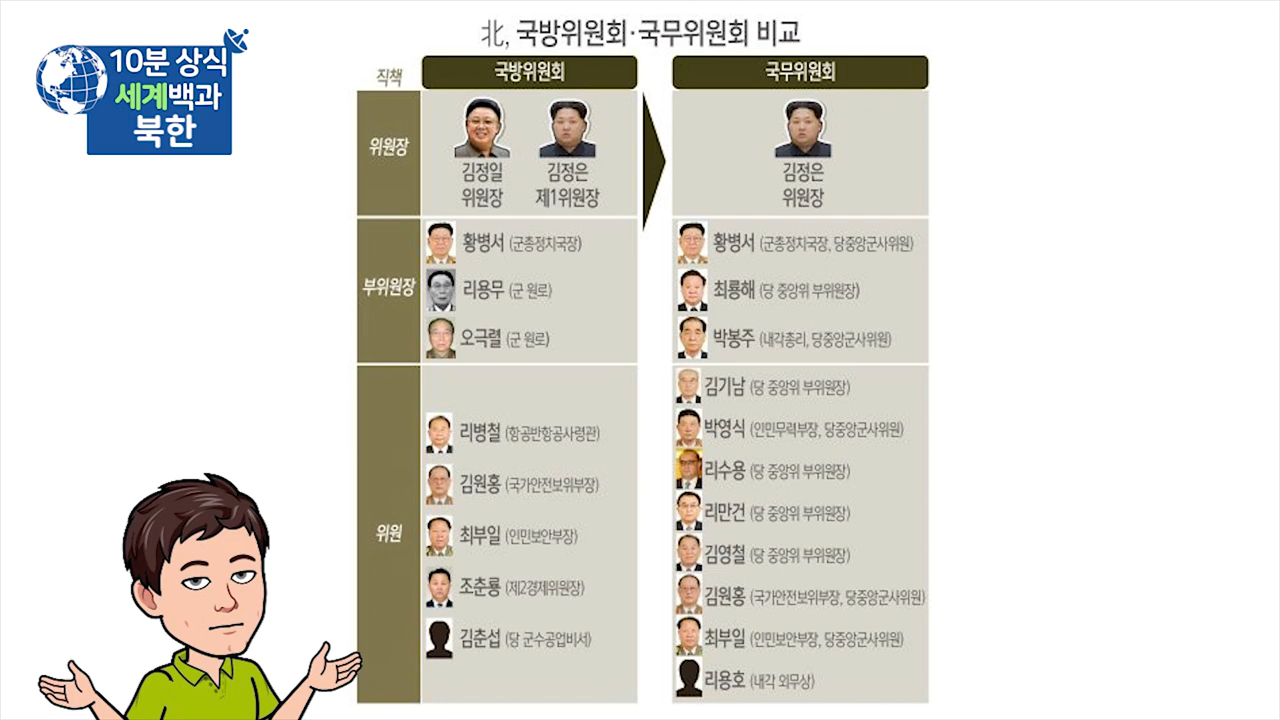 10분 상식
세계백과
북한
北, 국방위원회·국무위원회 비교
직책
국방위원회
국무위원회
위원장
김정일
위원장
김정은
제1위원장
김정은
위원장
부위원장
황병서 (군총정치국장)
리용무 (군 원로)
오극렬 (군 원로)
황병서 (군총정치국장, 당중앙군사위원)
최룡해 (당 중앙위 부위원장)
박봉주 (내각총리, 당중앙군사위원)
위원
리병철 (항공반항공사령관)
김원홍 (국가안전보위부장)
최부일 (인민보안부장)
조춘룡 (제2경제위원장)
김춘섭 (당 군수공업비서)
김기남 (당 중앙위 부위원장)
박영식 (인민무력부장, 당중앙군사위원)
리수용 (당 중앙위 부위원장)
리만건 (당 중앙위 부위원장)
김영철 (당 중앙위 부위원장)
김원홍 (국가안전보위부장, 당중앙군사위원)
최부일 (인민보안부장, 당중앙군사위원)
리용호 (내각 외무상)